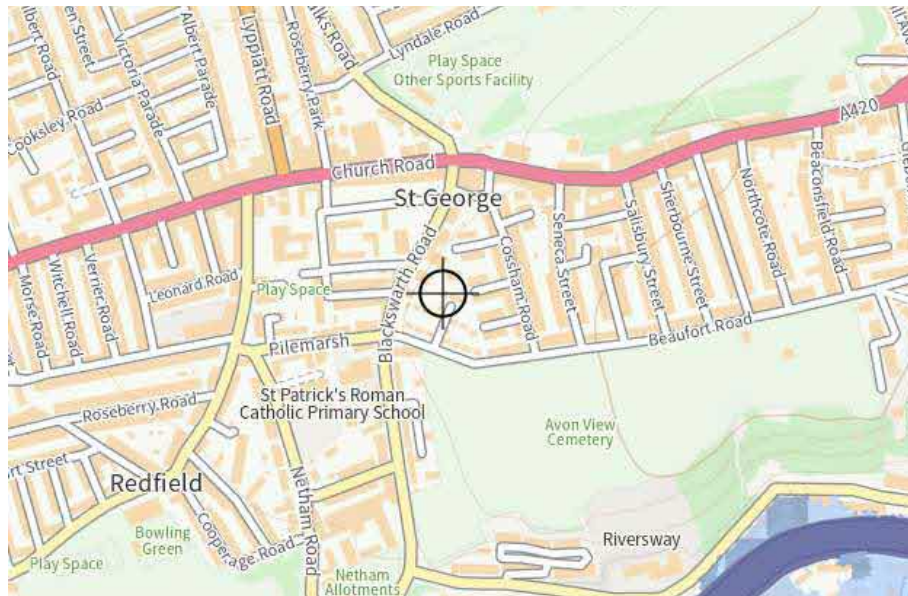 Lyppiatt Road
Roseberry Park
Lyndale Road
Play Space
Other Sports Facility
Albert Parade
Victoria Parade
Cooksley Road
A420
Church Road
St George
Blackswarth Road
Cossham Road
Seneca Street
Salisbury Street
Sherbourne Street
Northcote Road
Beaconsfield Road
Morse Road
Witchell Road
Verrier Road
Leonard Road
Play Space
Pilemarsh
Beaufort Road
St Patrick's Roman
Catholic Primary School
Roseberry Road
Avon View
Cemetery
Redfield
Netham Road
Cooperage Road
Bowling
Green
Riversway
Play Space
Netham
Allotments